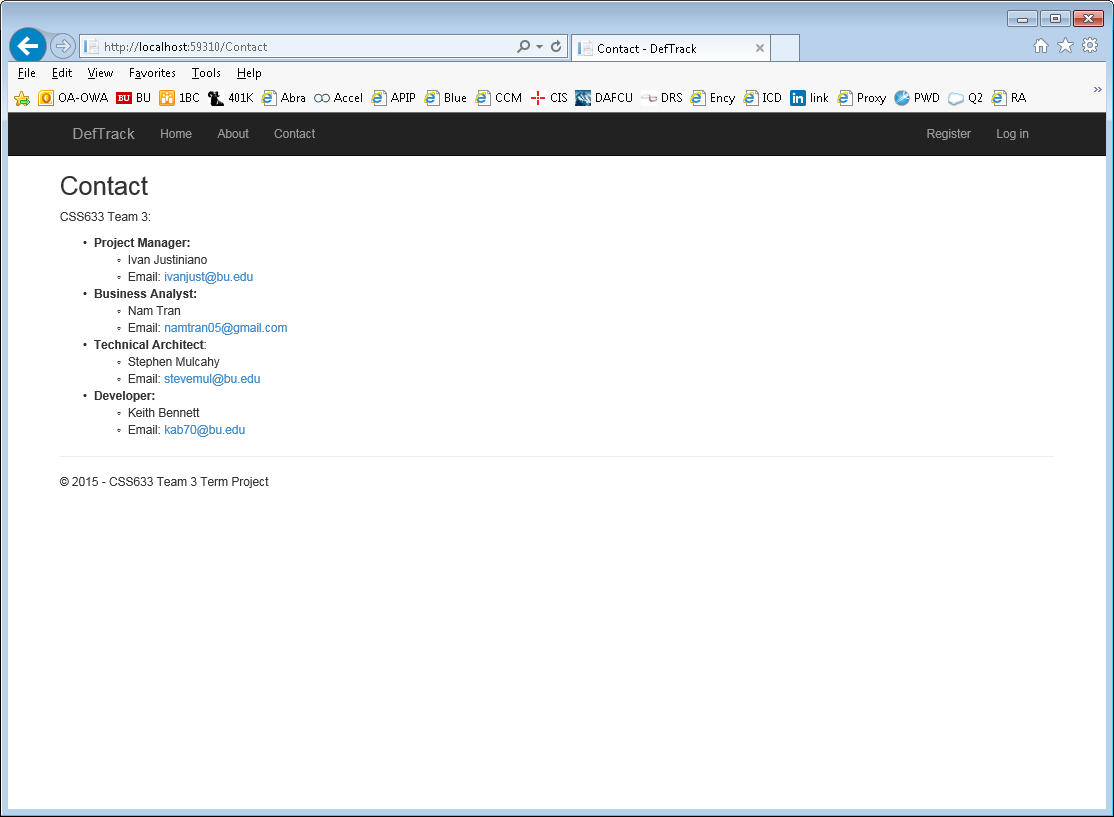 http://localhost:59310/Contact
Contact - DefTrack
File Edit View Favorites Tools Help
OA-OWA BU BU 1BC 401K Abra Accel APIP Blue CCM CIS DAFCU DRS Ency ICD in link Proxy PWD Q2 RA
DefTrack Home About Contact Register Log in
Contact
CSS633 Team 3:
• Project Manager:
◦ Ivan Justiniano
◦ Email: ivanjust@bu.edu
• Business Analyst:
◦ Nam Tran
◦ Email: namtran05@gmail.com
• Technical Architect:
◦ Stephen Mulcahy
◦ Email: stevemul@bu.edu
• Developer:
◦ Keith Bennett
◦ Email: kab70@bu.edu
© 2015 - CSS633 Team 3 Term Project